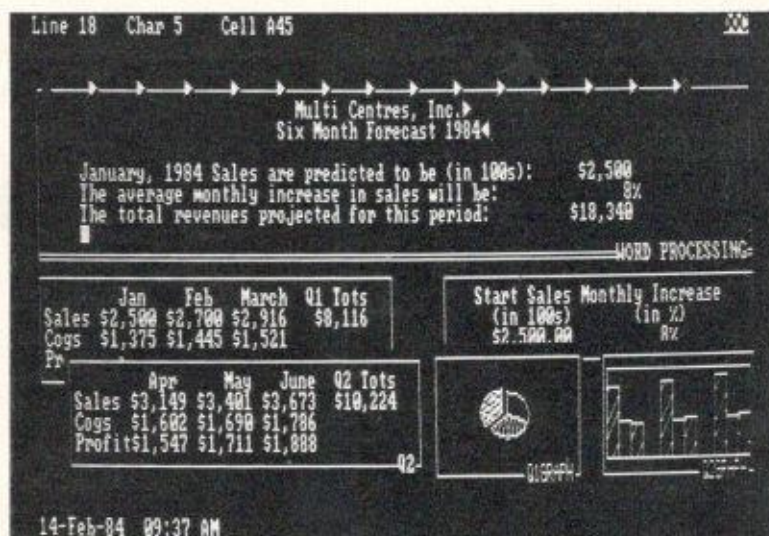 Line 18 Char 5 Cell A45 DOC
Multi Centres, Inc.
Six Month Forecast 1984
January, 1984 Sales are predicted to be (in 100s): $2,500
The average monthly increase in sales will be: 8%
The total revenues projected for this period: $18,340
WORD PROCESSING
Jan Feb March Q1 Tots
Sales $2,500 $2,700 $2,916 $8,116
Cogs $1,375 $1,445 $1,521
Pr
Start Sales Monthly Increase
(in 100s) (in %)
$2,500.00 8%
Apr May June Q2 Tots
Sales $3,149 $3,401 $3,673 $10,224
Cogs $1,602 $1,690 $1,786
Profit $1,547 $1,711 $1,888
Q2
Q1GRAPH
Q2GRAPH
14-Feb-84 09:37 AM